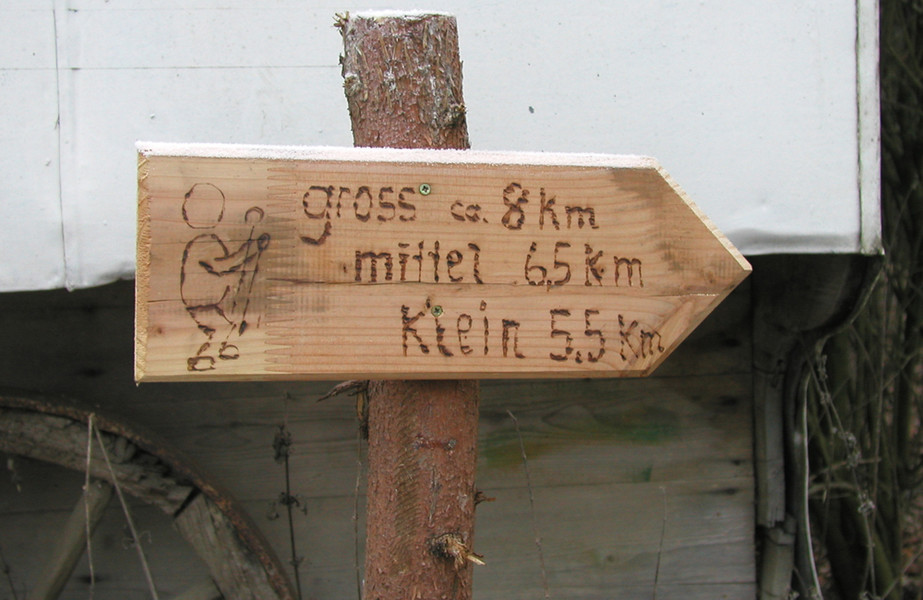 gross ca. 8 km
mittel 6,5 km
Klein 5,5 km